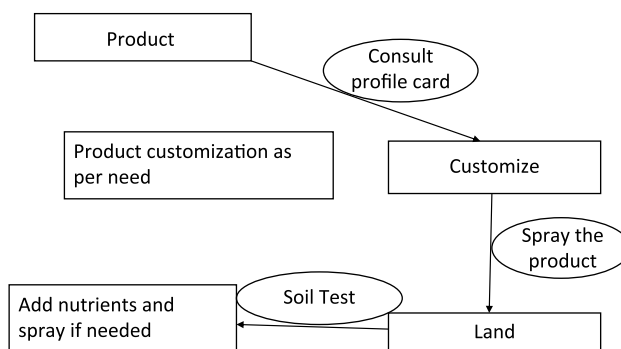 Product
Consult
profile card
Product customization as
per need
Customize
Spray the
product
Add nutrients and
spray if needed
Soil Test
Land